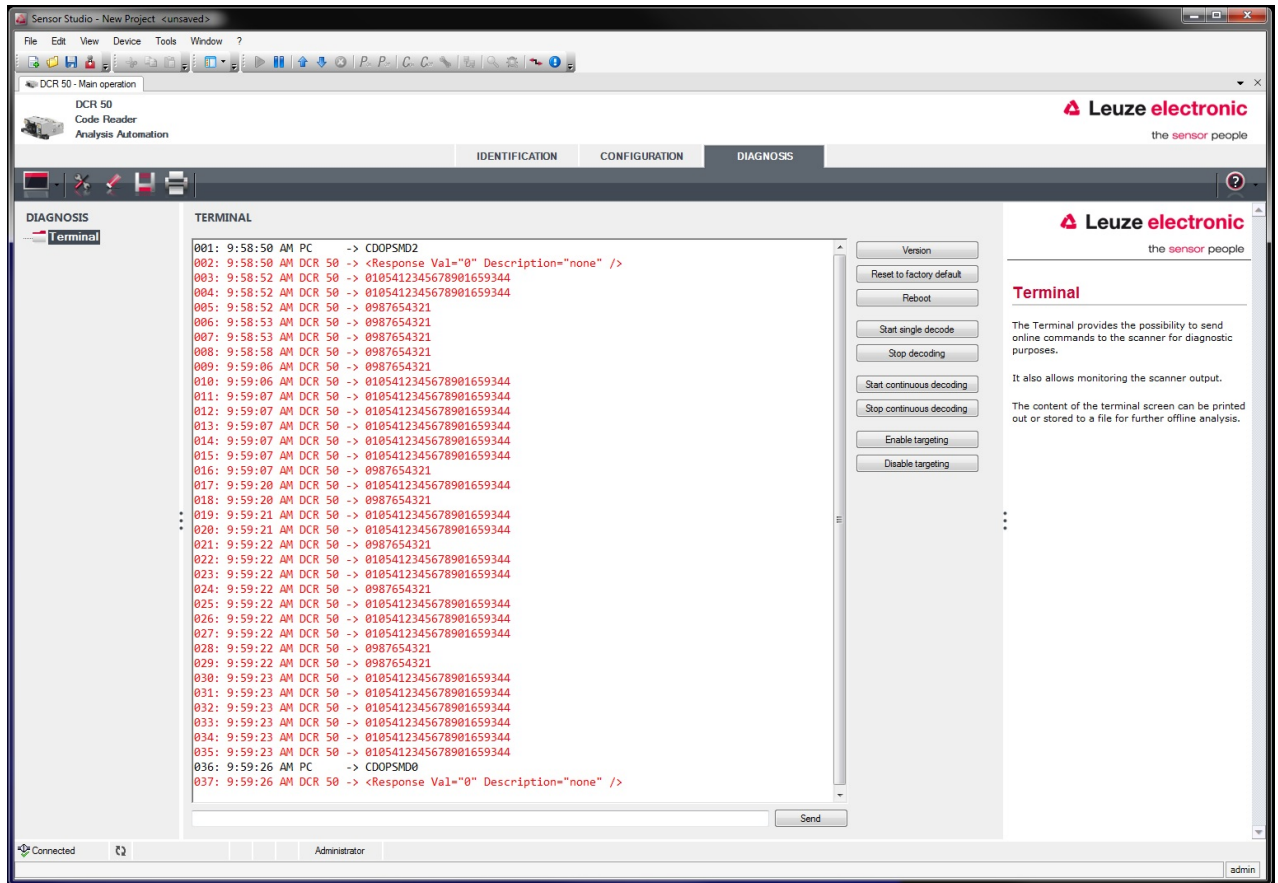 Sensor Studio - New Project <unsaved>
File Edit View Device Tools Window ?
DCR 50 - Main operation
DCR 50
Code Reader
Analysis Automation
Leuze electronic
the sensor people
IDENTIFICATION CONFIGURATION DIAGNOSIS
DIAGNOSIS
Terminal
TERMINAL
001: 9:58:50 AM PC     -> CDOPSMD2
002: 9:58:50 AM DCR 50 -> <Response Val="0" Description="none" />
003: 9:58:52 AM DCR 50 -> 0105412345678901659344
004: 9:58:52 AM DCR 50 -> 0105412345678901659344
005: 9:58:52 AM DCR 50 -> 0987654321
006: 9:58:53 AM DCR 50 -> 0987654321
007: 9:58:53 AM DCR 50 -> 0987654321
008: 9:58:58 AM DCR 50 -> 0987654321
009: 9:59:06 AM DCR 50 -> 0987654321
010: 9:59:06 AM DCR 50 -> 0105412345678901659344
011: 9:59:07 AM DCR 50 -> 0105412345678901659344
012: 9:59:07 AM DCR 50 -> 0105412345678901659344
013: 9:59:07 AM DCR 50 -> 0105412345678901659344
014: 9:59:07 AM DCR 50 -> 0105412345678901659344
015: 9:59:07 AM DCR 50 -> 0105412345678901659344
016: 9:59:07 AM DCR 50 -> 0987654321
017: 9:59:20 AM DCR 50 -> 0105412345678901659344
018: 9:59:20 AM DCR 50 -> 0987654321
019: 9:59:21 AM DCR 50 -> 0105412345678901659344
020: 9:59:21 AM DCR 50 -> 0105412345678901659344
021: 9:59:22 AM DCR 50 -> 0987654321
022: 9:59:22 AM DCR 50 -> 0105412345678901659344
023: 9:59:22 AM DCR 50 -> 0105412345678901659344
024: 9:59:22 AM DCR 50 -> 0987654321
025: 9:59:22 AM DCR 50 -> 0105412345678901659344
026: 9:59:22 AM DCR 50 -> 0105412345678901659344
027: 9:59:22 AM DCR 50 -> 0105412345678901659344
028: 9:59:22 AM DCR 50 -> 0987654321
029: 9:59:22 AM DCR 50 -> 0987654321
030: 9:59:23 AM DCR 50 -> 0105412345678901659344
031: 9:59:23 AM DCR 50 -> 0105412345678901659344
032: 9:59:23 AM DCR 50 -> 0105412345678901659344
033: 9:59:23 AM DCR 50 -> 0105412345678901659344
034: 9:59:23 AM DCR 50 -> 0105412345678901659344
035: 9:59:23 AM DCR 50 -> 0105412345678901659344
036: 9:59:26 AM PC     -> CDOPSMD0
037: 9:59:26 AM DCR 50 -> <Response Val="0" Description="none" />
Send
Version
Reset to factory default
Reboot
Start single decode
Stop decoding
Start continuous decoding
Stop continuous decoding
Enable targeting
Disable targeting
Leuze electronic
the sensor people
Terminal
The Terminal provides the possibility to send
online commands to the scanner for diagnostic
purposes.
It also allows monitoring the scanner output.
The content of the terminal screen can be printed
out or stored to a file for further offline analysis.
Connected
Administrator
admin